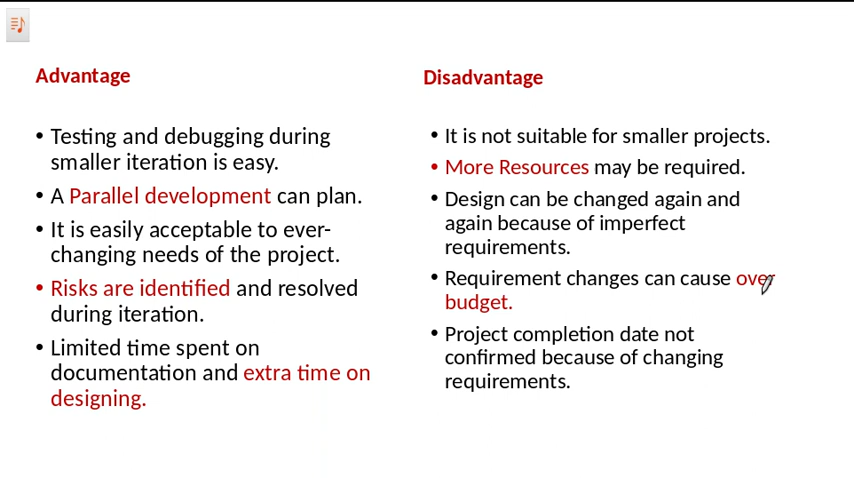 Advantage
• Testing and debugging during
smaller iteration is easy.
• A Parallel development can plan.
• It is easily acceptable to ever-
changing needs of the project.
• Risks are identified and resolved
during iteration.
• Limited time spent on
documentation and extra time on
designing.
Disadvantage
• It is not suitable for smaller projects.
• More Resources may be required.
• Design can be changed again and
again because of imperfect
requirements.
• Requirement changes can cause over
budget.
• Project completion date not
confirmed because of changing
requirements.